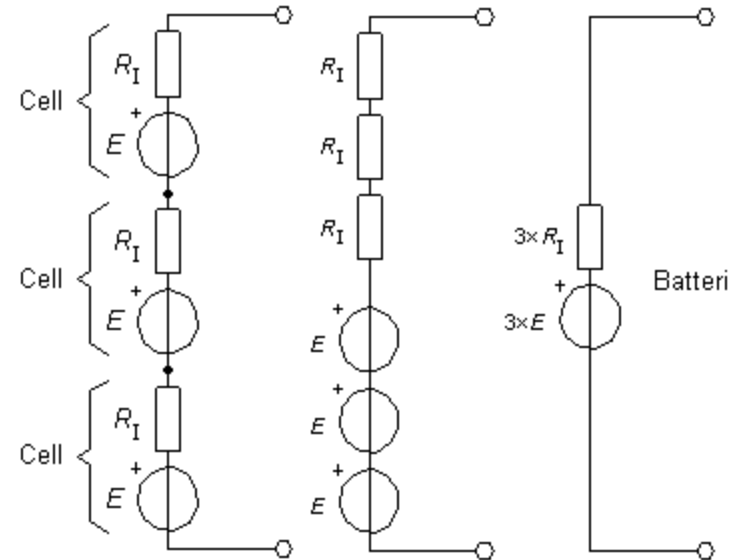 R_I
Cell
+
E
R_I
Cell
+
E
R_I
Cell
+
E
R_I
R_I
R_I
+
E
+
E
+
E
3×R_I
+
3×E
Batteri